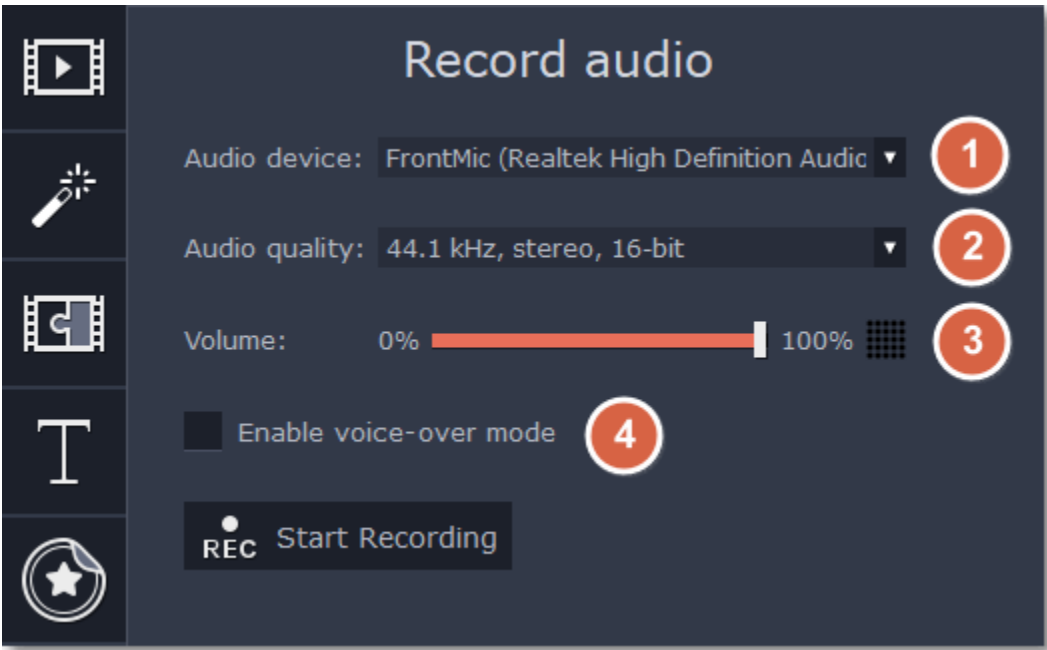 Record audio
Audio device: FrontMic (Realtek High Definition Audic 1
Audio quality: 44.1 kHz, stereo, 16-bit 2
Volume: 0% 100% 3
Enable voice-over mode 4
REC Start Recording
T